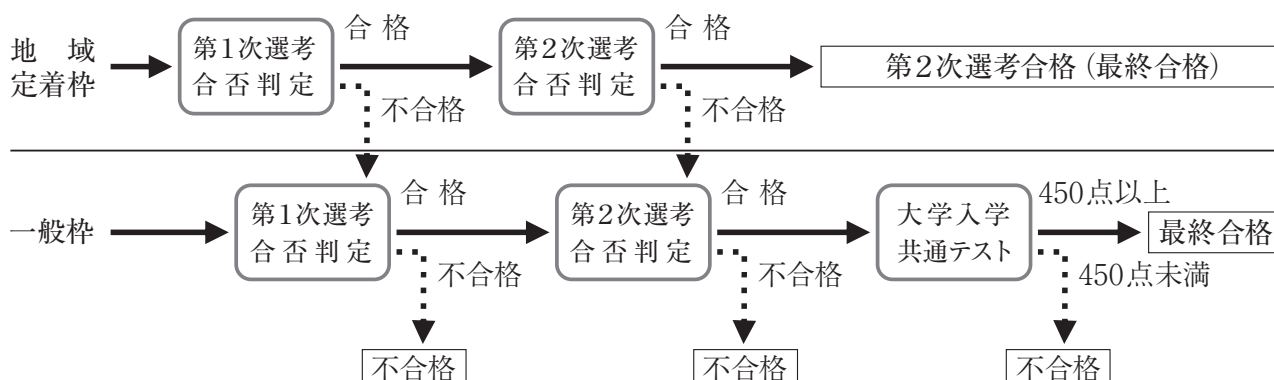 地　域
定着枠
第1次選考
合否判定
合 格
不合格
第2次選考
合否判定
合 格
不合格
第2次選考合格 (最終合格)
一般枠
第1次選考
合否判定
合 格
不合格
不合格
第2次選考
合否判定
合 格
不合格
不合格
大学入学
共通テスト
450点以上
最終合格
450点未満
不合格